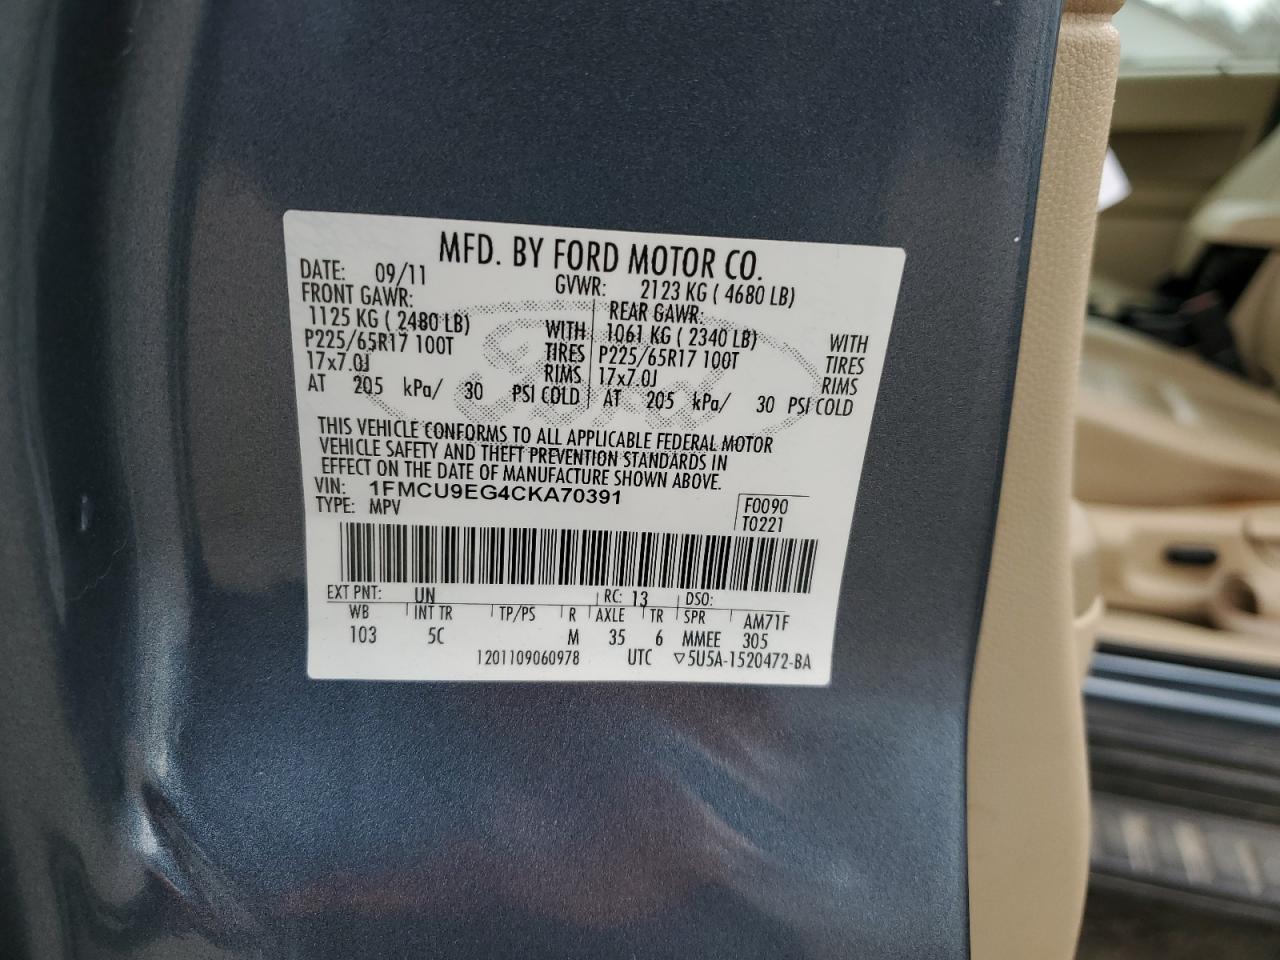 MFD. BY FORD MOTOR CO.
DATE: 09/11 GVWR: 2123 KG ( 4680 LB)
FRONT GAWR: REAR GAWR:
1125 KG ( 2480 LB) WITH 1061 KG ( 2340 LB) WITH
P225/65R17 100T TIRES P225/65R17 100T TIRES
17x7.0J RIMS 17x7.0J RIMS
AT 205 kPa/ 30 PSI COLD AT 205 kPa/ 30 PSI COLD
THIS VEHICLE CONFORMS TO ALL APPLICABLE FEDERAL MOTOR
VEHICLE SAFETY AND THEFT PREVENTION STANDARDS IN
EFFECT ON THE DATE OF MANUFACTURE SHOWN ABOVE.
VIN: 1FMCU9EG4CKA70391
TYPE: MPV
F0090
T0221
EXT PNT: UN RC: 13 DSO:
WB INT TR TP/PS R AXLE TR SPR AM71F
103 5C M 35 6 MMEE 305
1201109060978 UTC ▽5U5A-1520472-BA
Ford